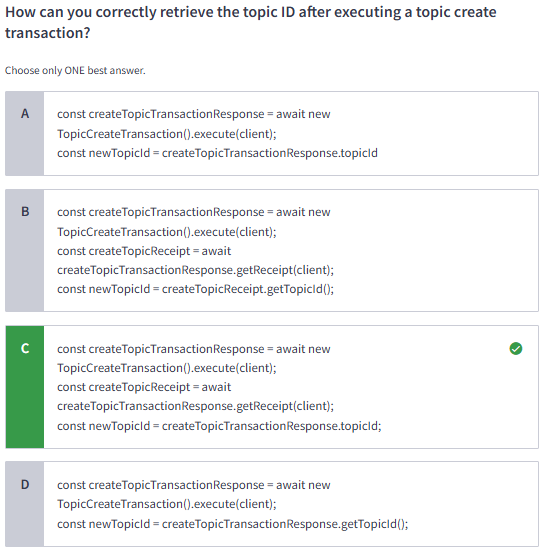 How can you correctly retrieve the topic ID after executing a topic create
transaction?
Choose only ONE best answer.
A
const createTopicTransactionResponse = await new
TopicCreateTransaction().execute(client);
const newTopicId = createTopicTransactionResponse.topicId
B
const createTopicTransactionResponse = await new
TopicCreateTransaction().execute(client);
const createTopicReceipt = await
createTopicTransactionResponse.getReceipt(client);
const newTopicId = createTopicReceipt.getTopicId();
C
const createTopicTransactionResponse = await new
TopicCreateTransaction().execute(client);
const createTopicReceipt = await
createTopicTransactionResponse.getReceipt(client);
const newTopicId = createTopicTransactionResponse.topicId;
D
const createTopicTransactionResponse = await new
TopicCreateTransaction().execute(client);
const newTopicId = createTopicTransactionResponse.getTopicId();